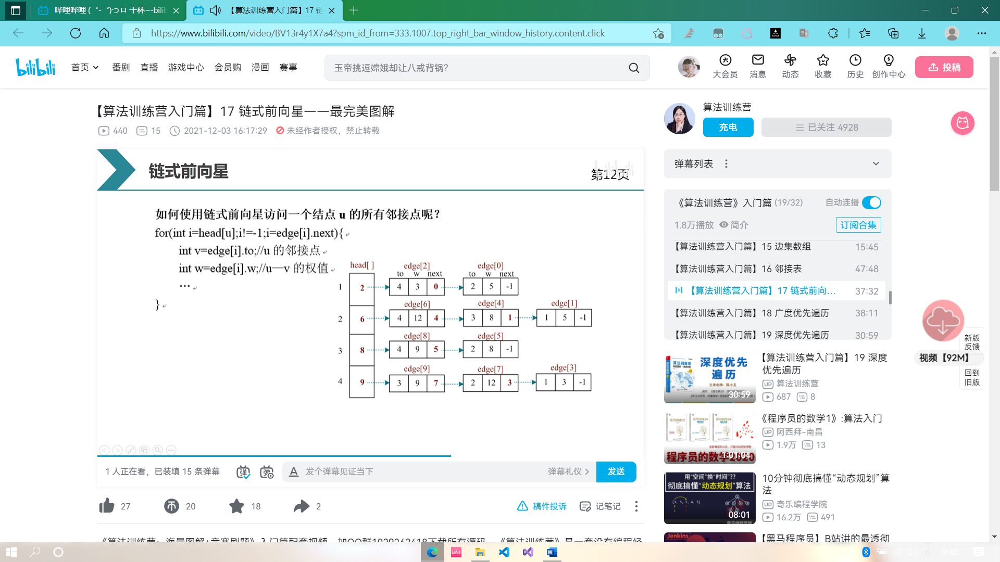 哔哩哔哩 (゜-゜)つロ 干杯~-bilib
【算法训练营入门篇】17 链
https://www.bilibili.com/video/BV13r4y1X7a4?spm_id_from=333.1007.top_right_bar_window_history.content.click
bilibili
首页
番剧
直播
游戏中心
会员购
漫画
赛事
玉帝挑逗嫦娥却让八戒背锅?
大会员
消息
动态
收藏
历史
创作中心
投稿
【算法训练营入门篇】17 链式前向星——最完美图解
440
15
2021-12-03 16:17:29
未经作者授权，禁止转载
算法训练营
充电
已关注 4928
链式前向星
bilibili
第12页
如何使用链式前向星访问一个结点 u 的所有邻接点呢?
for(int i=head[u];i!=-1;i=edge[i].next){
int v=edge[i].to;//u 的邻接点
int w=edge[i].w;//u—v 的权值
...
}
head[ ]
edge[2]
edge[0]
to w next
to w next
1 2 4 3 0 2 5 -1
edge[6]
edge[4]
edge[1]
2 6 4 12 4 3 8 1 1 5 -1
edge[8]
edge[5]
3 8 4 9 5 2 8 -1
edge[9]
edge[7]
edge[3]
4 9 3 9 7 2 12 3 1 3 -1
1 人正在看，已装填 15 条弹幕
发个弹幕见证当下
弹幕礼仪
发送
27
20
18
2
稿件投诉
记笔记
《算法训练营：海量图解+竞赛刷题》入门篇配套视频，加QQ群1029262418下载所有源码。《算法训练营》是一套没有编程经
弹幕列表
《算法训练营》入门篇 (19/32)
自动连播
1.8万播放
简介
订阅合集
【算法训练营入门篇】15 边集数组 15:45
【算法训练营入门篇】16 邻接表 47:48
【算法训练营入门篇】17 链式前向... 37:32
【算法训练营入门篇】18 广度优先遍历 38:11
【算法训练营入门篇】19 深度优先遍历 30:59
深度优先
遍历
主讲老师：陈小玉
30:59
【算法训练营入门篇】19 深度
优先遍历
UP 算法训练营
687
8
程序员的数学2020
1:01:04
《程序员的数学1》:算法入门
UP 阿西拜-南昌
1.9万
13
用“空间”换“时间”??
彻底搞懂“动态规划”算法
[1, 5, 2, 4, 3]
08:01
10分钟彻底搞懂“动态规划”算
法
UP 奇乐编程学院
16.2万
491
Jenkins
【黑马程序员】B站讲的最透彻
新版
反馈
视频【92M】
回到
旧版
9:40